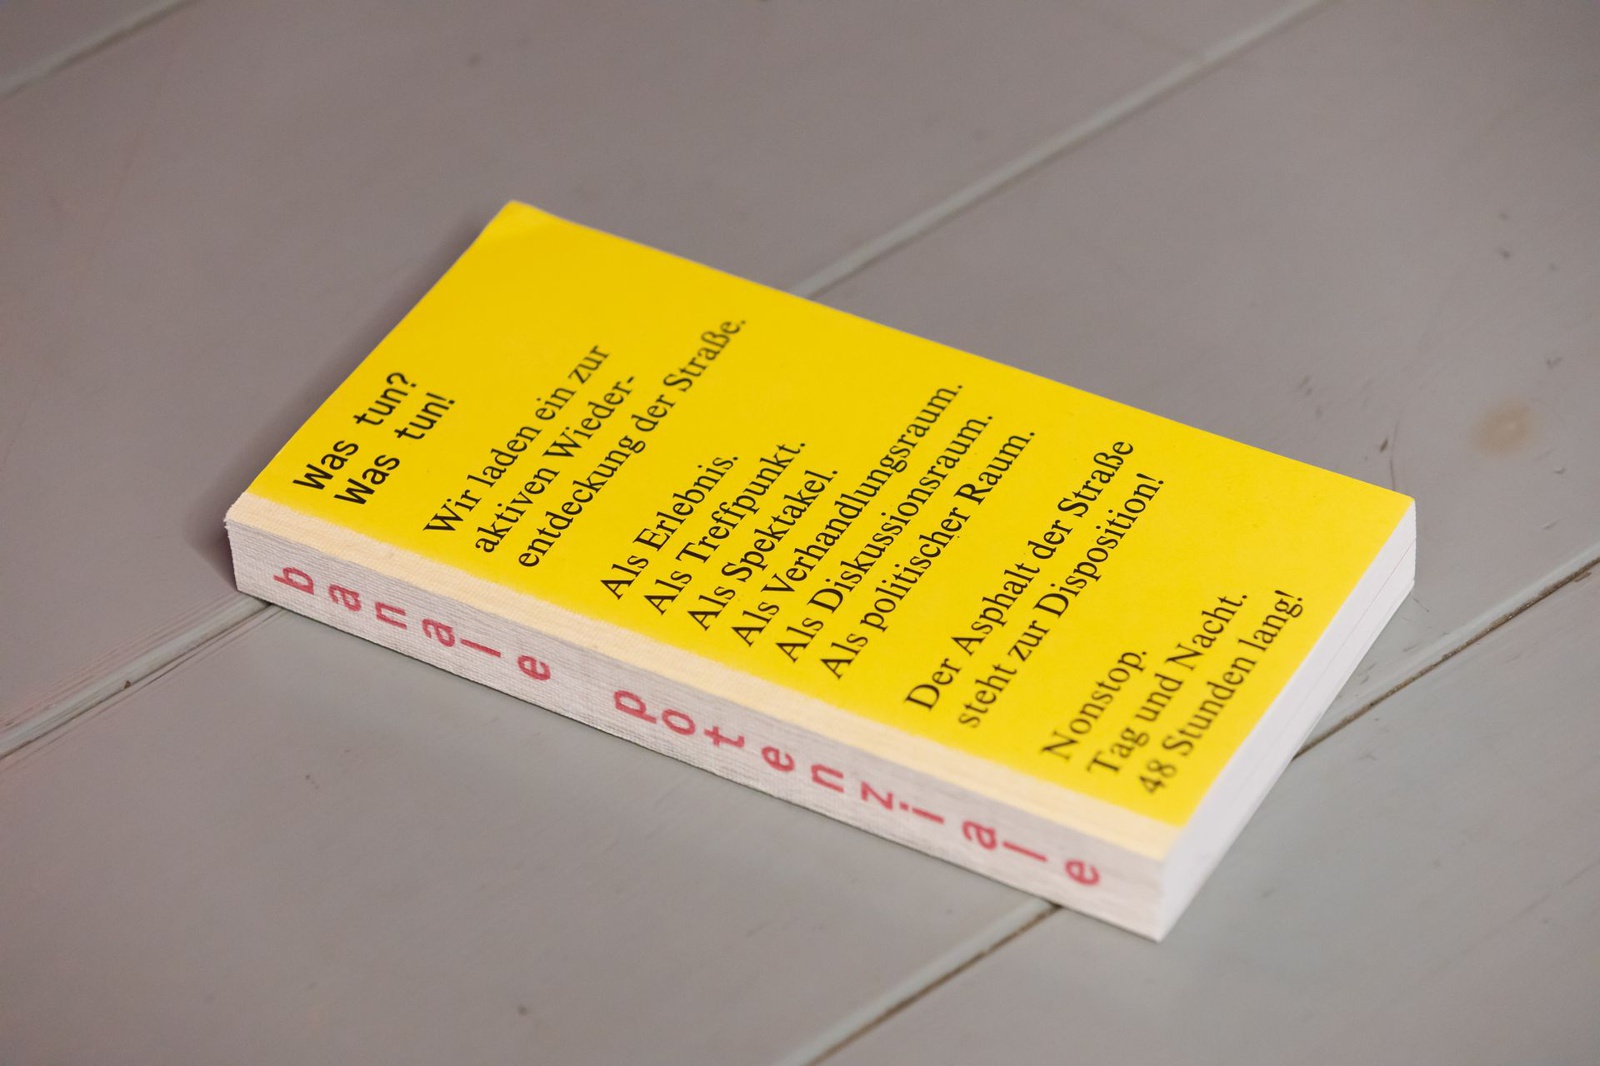 Was tun?
Was tun!
Wir laden ein zur
aktiven Wieder-
entdeckung der Straße.
Als Erlebnis.
Als Treffpunkt.
Als Spektakel.
Als Verhandlungsraum.
Als Diskussionsraum.
Als politischer Raum.
Der Asphalt der Straße
steht zur Disposition!
Nonstop.
Tag und Nacht.
48 Stunden lang!
banale potenziale